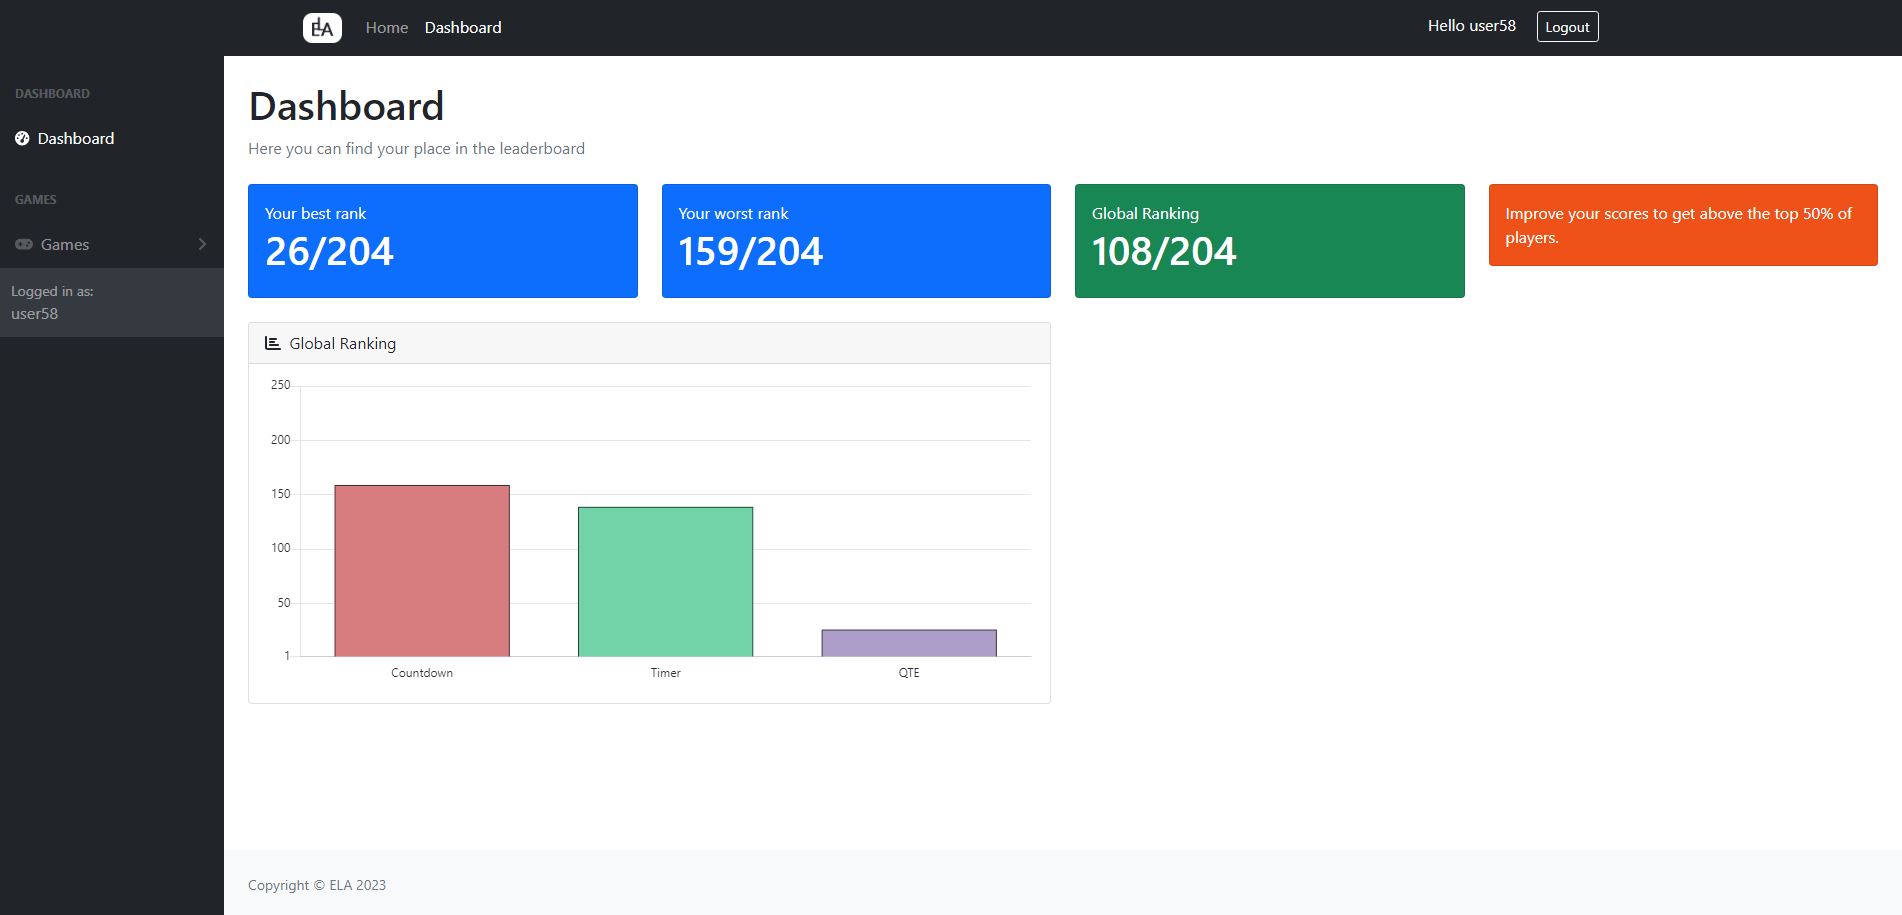 ELA
Home
Dashboard
Hello user58
Logout
DASHBOARD
Dashboard
GAMES
Games
Logged in as:
user58
Dashboard
Here you can find your place in the leaderboard
Your best rank
26/204
Your worst rank
159/204
Global Ranking
108/204
Improve your scores to get above the top 50% of
players.
Global Ranking
250
200
150
100
50
1
Countdown
Timer
QTE
Copyright © ELA 2023